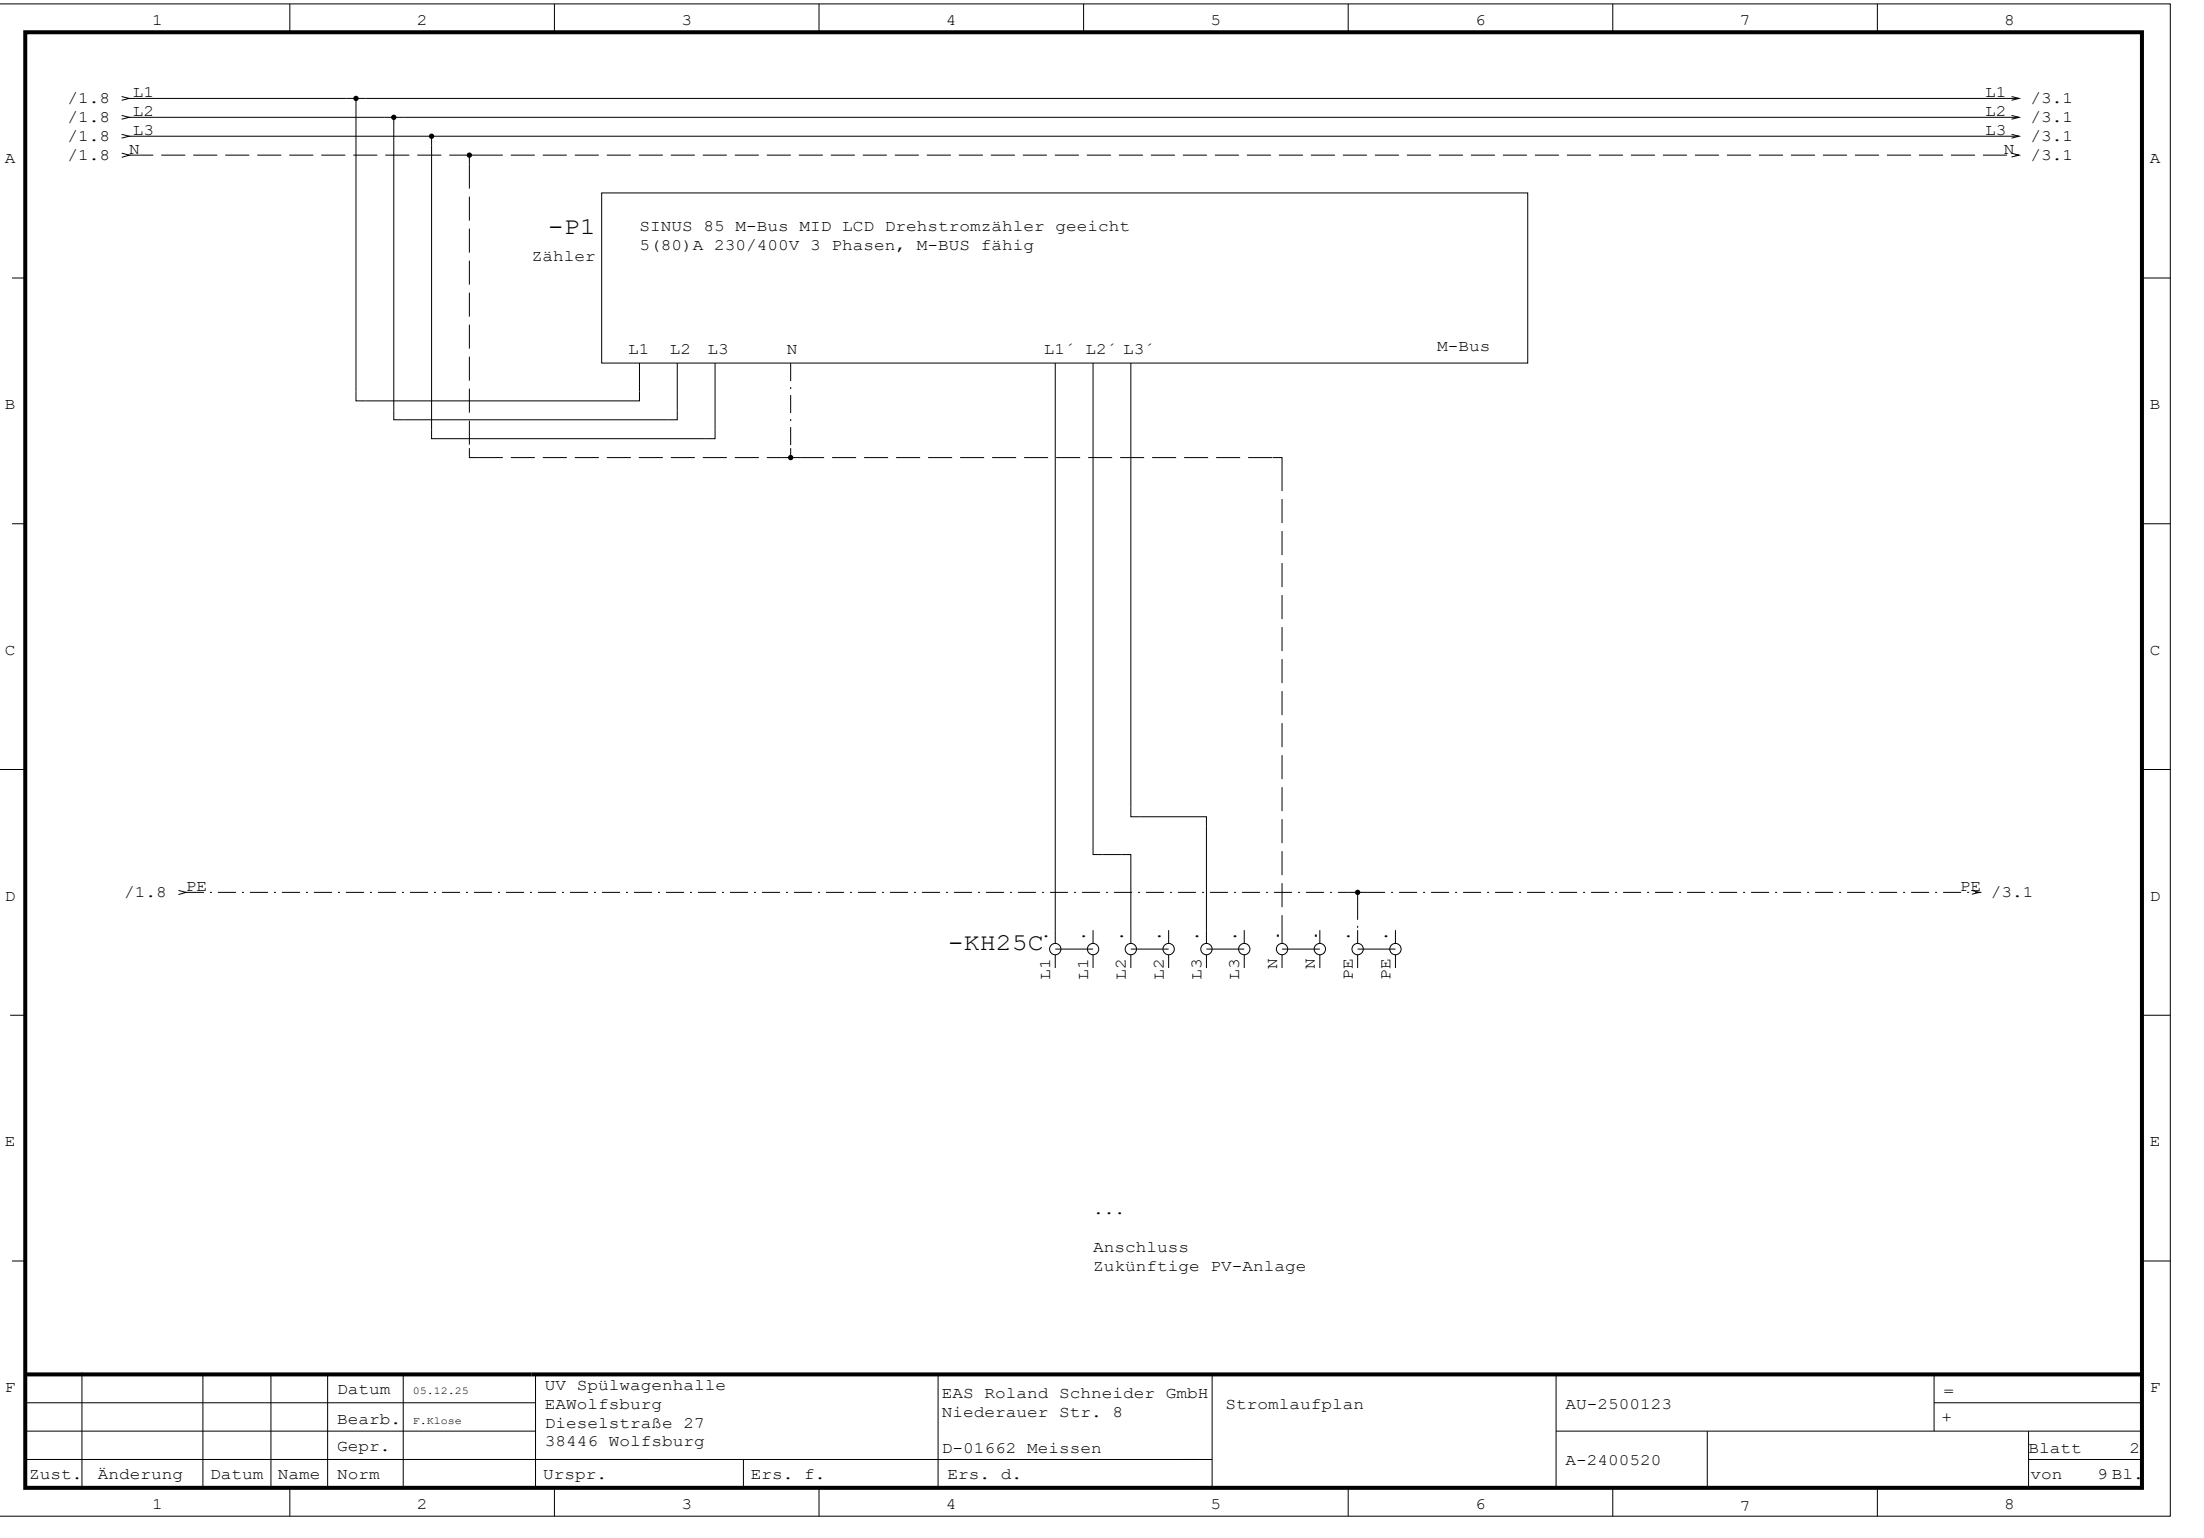 1 2 3 4 5 6 7 8
/1.8 L1 L1 /3.1
/1.8 L2 L2 /3.1
/1.8 L3 L3 /3.1
/1.8 N N /3.1
A A
-P1 SINUS 85 M-Bus MID LCD Drehstromzähler geeicht
5(80)A 230/400V 3 Phasen, M-BUS fähig
Zähler
L1 L2 L3 N L1´ L2´ L3´ M-Bus
B B
C C
/1.8 PE PE /3.1
D D
-KH25C
L1 L1 L2 L2 L3 L3 N N PE PE
E E
...
Anschluss
Zukünftige PV-Anlage
F F
Datum 05.12.25
Bearb. F.Klose
Gepr.
Zust. Änderung Datum Name Norm
UV Spülwagenhalle
EAWolfsburg
Dieselstraße 27
38446 Wolfsburg
Urspr. Ers. f. Ers. d.
EAS Roland Schneider GmbH
Niederauer Str. 8
D-01662 Meissen
Stromlaufplan
AU-2500123
A-2400520
=
+
Blatt 2
von 9 Bl.
1 2 3 4 5 6 7 8